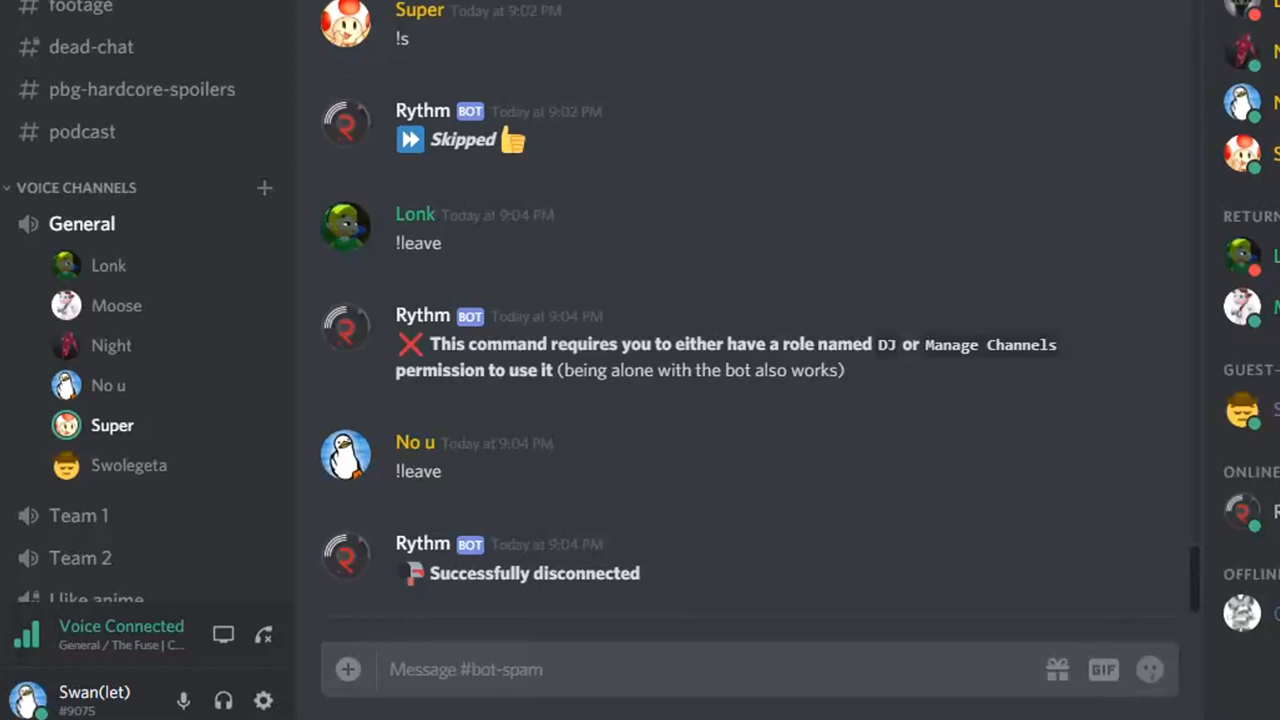 footage
dead-chat
pbg-hardcore-spoilers
podcast
VOICE CHANNELS
General
Lonk
Moose
Night
No u
Super
Swolegeta
Team 1
Team 2
I like anime
Voice Connected
General / The Fuse | C...
Swan(let)
#9075
Super Today at 9:02 PM
!s
Rythm BOT Today at 9:02 PM
Skipped
Lonk Today at 9:04 PM
!leave
Rythm BOT Today at 9:04 PM
This command requires you to either have a role named DJ or Manage Channels
permission to use it (being alone with the bot also works)
No u Today at 9:04 PM
!leave
Rythm BOT Today at 9:04 PM
Successfully disconnected
Message #bot-spam
GIF
N
N
S
RETURN
L
M
GUEST-
S
ONLINE
R
OFFLIN